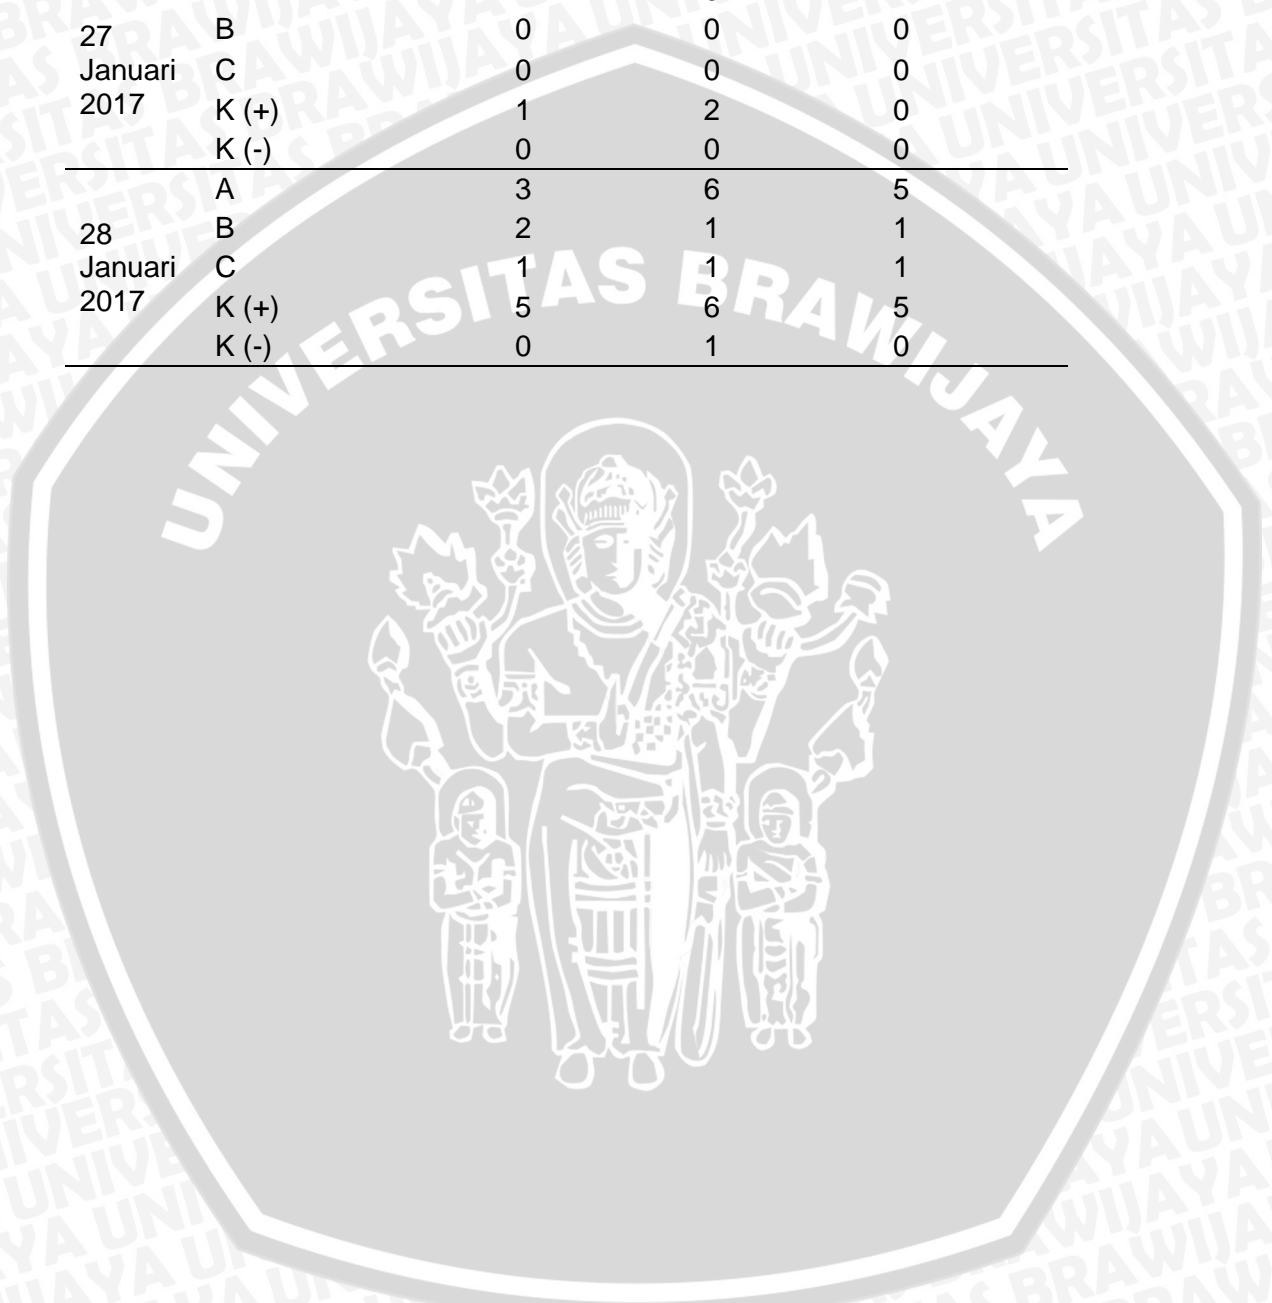 27 Januari 2017 B 0 0 0
C 0 0 0
K (+) 1 2 0
K (-) 0 0 0
28 Januari 2017 A 3 6 5
B 2 1 1
C 1 1 1
K (+) 5 6 5
K (-) 0 1 0
UNIVERSITAS BRAWIJAYA